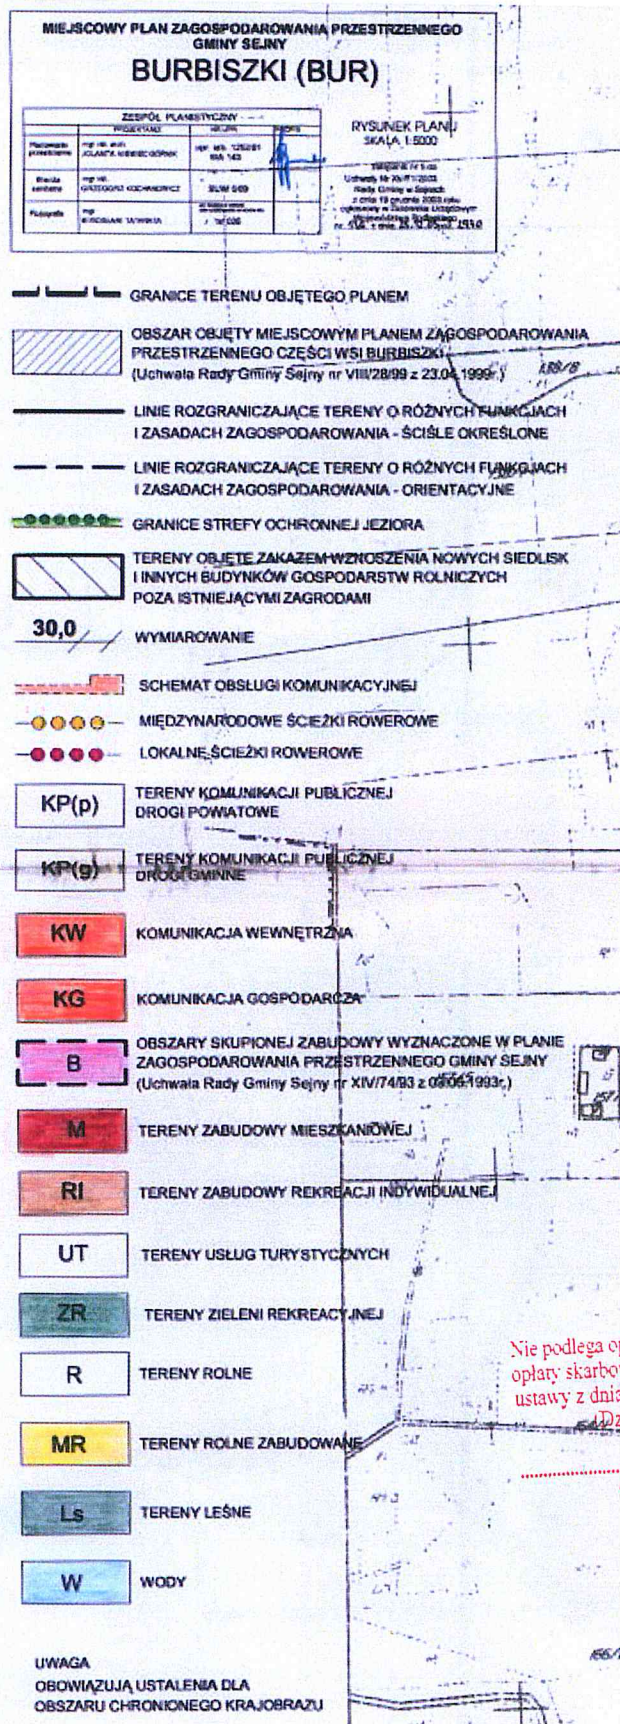 MIEJSCOWY PLAN ZAGOSPODAROWANIA PRZESTRZENNEGO
GMINY SEJNY
BURBISZKI (BUR)
ZESPÓŁ PLANISTYCZNY
RYSUNEK PLANU
SKALA 1:5000
GRANICE TERENU OBJĘTEGO PLANEM
OBSZAR OBJĘTY MIEJSCOWYM PLANEM ZAGOSPODAROWANIA
PRZESTRZENNEGO CZĘŚCI WSI BURBISZKI
(Uchwała Rady Gminy Sejny nr VIII/28/99 z 23.04.1999r.)
LINIE ROZGRANICZAJĄCE TERENY O RÓŻNYCH FUNKCJACH
I ZASADACH ZAGOSPODAROWANIA - ŚCIŚLE OKREŚLONE
LINIE ROZGRANICZAJĄCE TERENY O RÓŻNYCH FUNKCJACH
I ZASADACH ZAGOSPODAROWANIA - ORIENTACYJNE
GRANICE STREFY OCHRONNEJ JEZIORA
TERENY OBJĘTE ZAKAZEM WZNOSZENIA NOWYCH SIEDLISK
I INNYCH BUDYNKÓW GOSPODARSTW ROLNICZYCH
POZA ISTNIEJĄCYMI ZAGRODAMI
30,0 WYMIAROWANIE
SCHEMAT OBSŁUGI KOMUNIKACYJNEJ
MIĘDZYNARODOWE ŚCIEŻKI ROWEROWE
LOKALNE ŚCIEŻKI ROWEROWE
KP(p) TERENY KOMUNIKACJI PUBLICZNEJ
DROGI POWIATOWE
KP(g) TERENY KOMUNIKACJI PUBLICZNEJ
DROGI GMINNE
KW KOMUNIKACJA WEWNĘTRZNA
KG KOMUNIKACJA GOSPODARCZA
OBSZARY SKUPIONEJ ZABUDOWY WYZNACZONE W PLANIE
B ZAGOSPODAROWANIA PRZESTRZENNEGO GMINY SEJNY
(Uchwała Rady Gminy Sejny nr XIV/74/93 z
M TERENY ZABUDOWY MIESZKANIOWEJ
RI TERENY ZABUDOWY REKREACJI INDYWIDUALNEJ
UT TERENY USŁUG TURYSTYCZNYCH
ZR TERENY ZIELENI REKREACYJNEJ
Nie podlega
opłaty
R TERENY ROLNE
ustawy z dnia
(Dz
MR TERENY ROLNE ZABUDOWANE
Ls TERENY LEŚNE
W WODY
UWAGA
OBOWIĄZUJĄ USTALENIA DLA
OBSZARU CHRONIONEGO KRAJOBRAZU